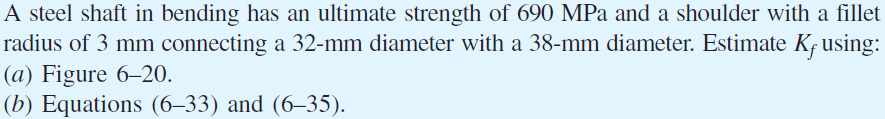 A steel shaft in bending has an ultimate strength of 690 MPa and a shoulder with a fillet
radius of 3 mm connecting a 32-mm diameter with a 38-mm diameter. Estimate Kf using:
(a) Figure 6–20.
(b) Equations (6–33) and (6–35).